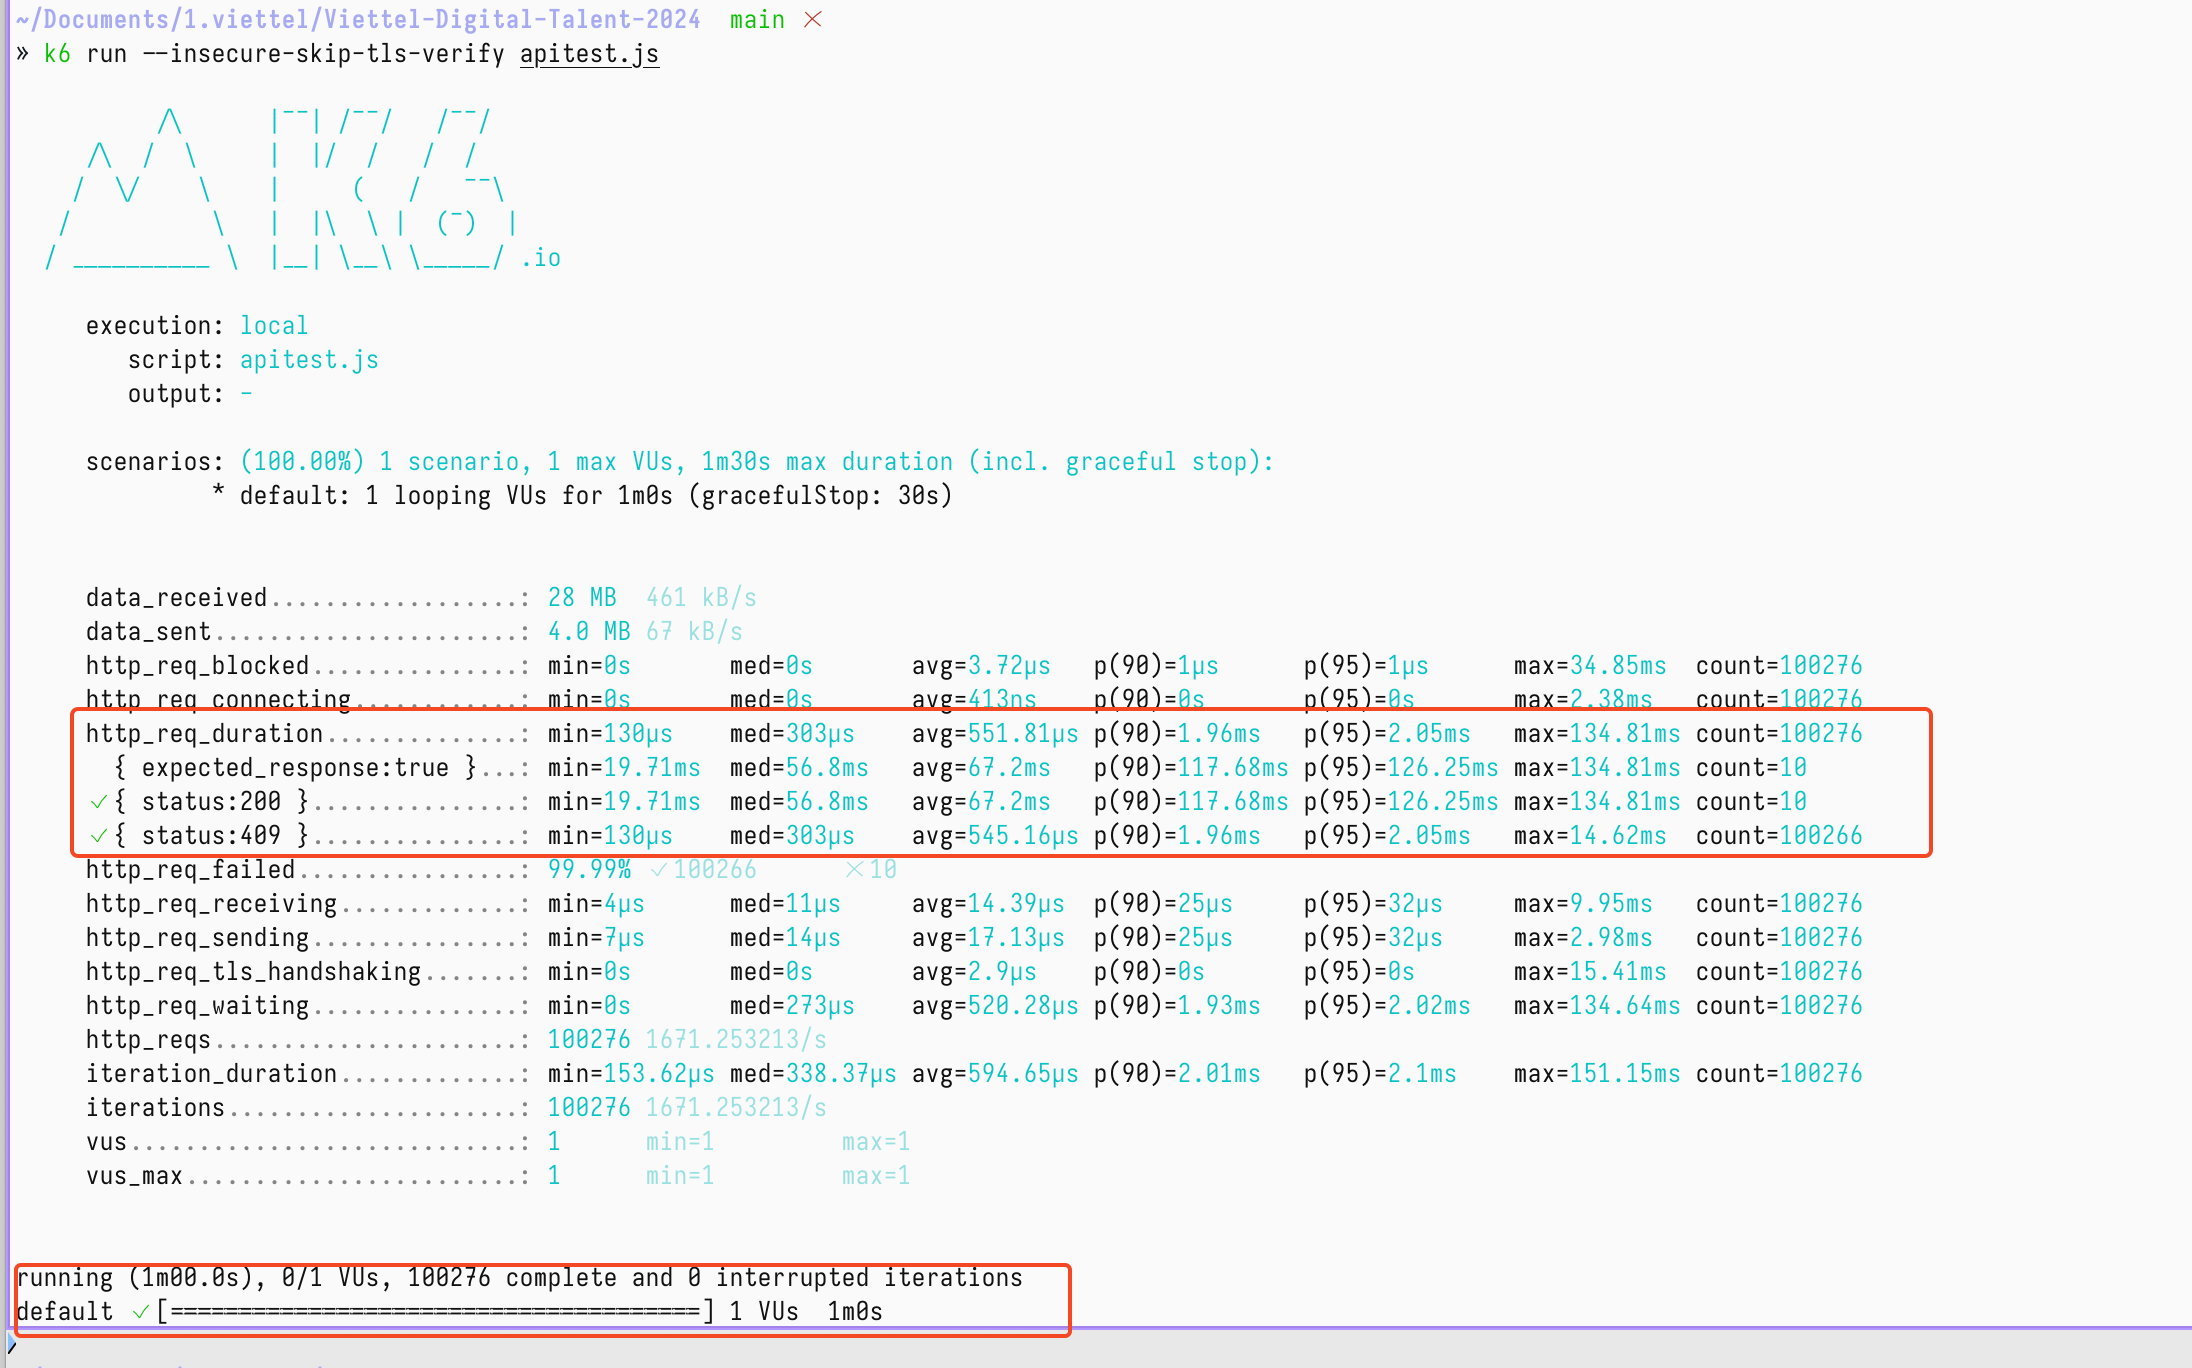 ~/Documents/1.viettel/Viettel-Digital-Talent-2024  main ×
» k6 run --insecure-skip-tls-verify apitest.js
          /\      |‾‾| /‾‾/   /‾‾/
     /\  /  \     |  |/  /   /  /
    /  \/    \    |     (   /   ‾‾\
   /          \   |  |\  \ |  (‾)  |
  / __________ \  |__| \__\ \_____/ .io
     execution: local
        script: apitest.js
        output: -
     scenarios: (100.00%) 1 scenario, 1 max VUs, 1m30s max duration (incl. graceful stop):
              * default: 1 looping VUs for 1m0s (gracefulStop: 30s)
     data_received..................: 28 MB  461 kB/s
     data_sent......................: 4.0 MB 67 kB/s
     http_req_blocked...............: min=0s       med=0s       avg=3.72µs   p(90)=1µs      p(95)=1µs      max=34.85ms  count=100276
     http_req_connecting............: min=0s       med=0s       avg=413ns    p(90)=0s       p(95)=0s       max=2.38ms   count=100276
     http_req_duration..............: min=130µs    med=303µs    avg=551.81µs p(90)=1.96ms   p(95)=2.05ms   max=134.81ms count=100276
       { expected_response:true }...: min=19.71ms  med=56.8ms   avg=67.2ms   p(90)=117.68ms p(95)=126.25ms max=134.81ms count=10
     ✓ { status:200 }...............: min=19.71ms  med=56.8ms   avg=67.2ms   p(90)=117.68ms p(95)=126.25ms max=134.81ms count=10
     ✓ { status:409 }...............: min=130µs    med=303µs    avg=545.16µs p(90)=1.96ms   p(95)=2.05ms   max=14.62ms  count=100266
     http_req_failed................: 99.99% ✓ 100266      ✗ 10
     http_req_receiving.............: min=4µs      med=11µs     avg=14.39µs  p(90)=25µs     p(95)=32µs     max=9.95ms   count=100276
     http_req_sending...............: min=7µs      med=14µs     avg=17.13µs  p(90)=25µs     p(95)=32µs     max=2.98ms   count=100276
     http_req_tls_handshaking.......: min=0s       med=0s       avg=2.9µs    p(90)=0s       p(95)=0s       max=15.41ms  count=100276
     http_req_waiting...............: min=0s       med=273µs    avg=520.28µs p(90)=1.93ms   p(95)=2.02ms   max=134.64ms count=100276
     http_reqs......................: 100276 1671.253213/s
     iteration_duration.............: min=153.62µs med=338.37µs avg=594.65µs p(90)=2.01ms   p(95)=2.1ms    max=151.15ms count=100276
     iterations.....................: 100276 1671.253213/s
     vus............................: 1      min=1         max=1
     vus_max........................: 1      min=1         max=1
running (1m00.0s), 0/1 VUs, 100276 complete and 0 interrupted iterations
default ✓ [======================================] 1 VUs  1m0s